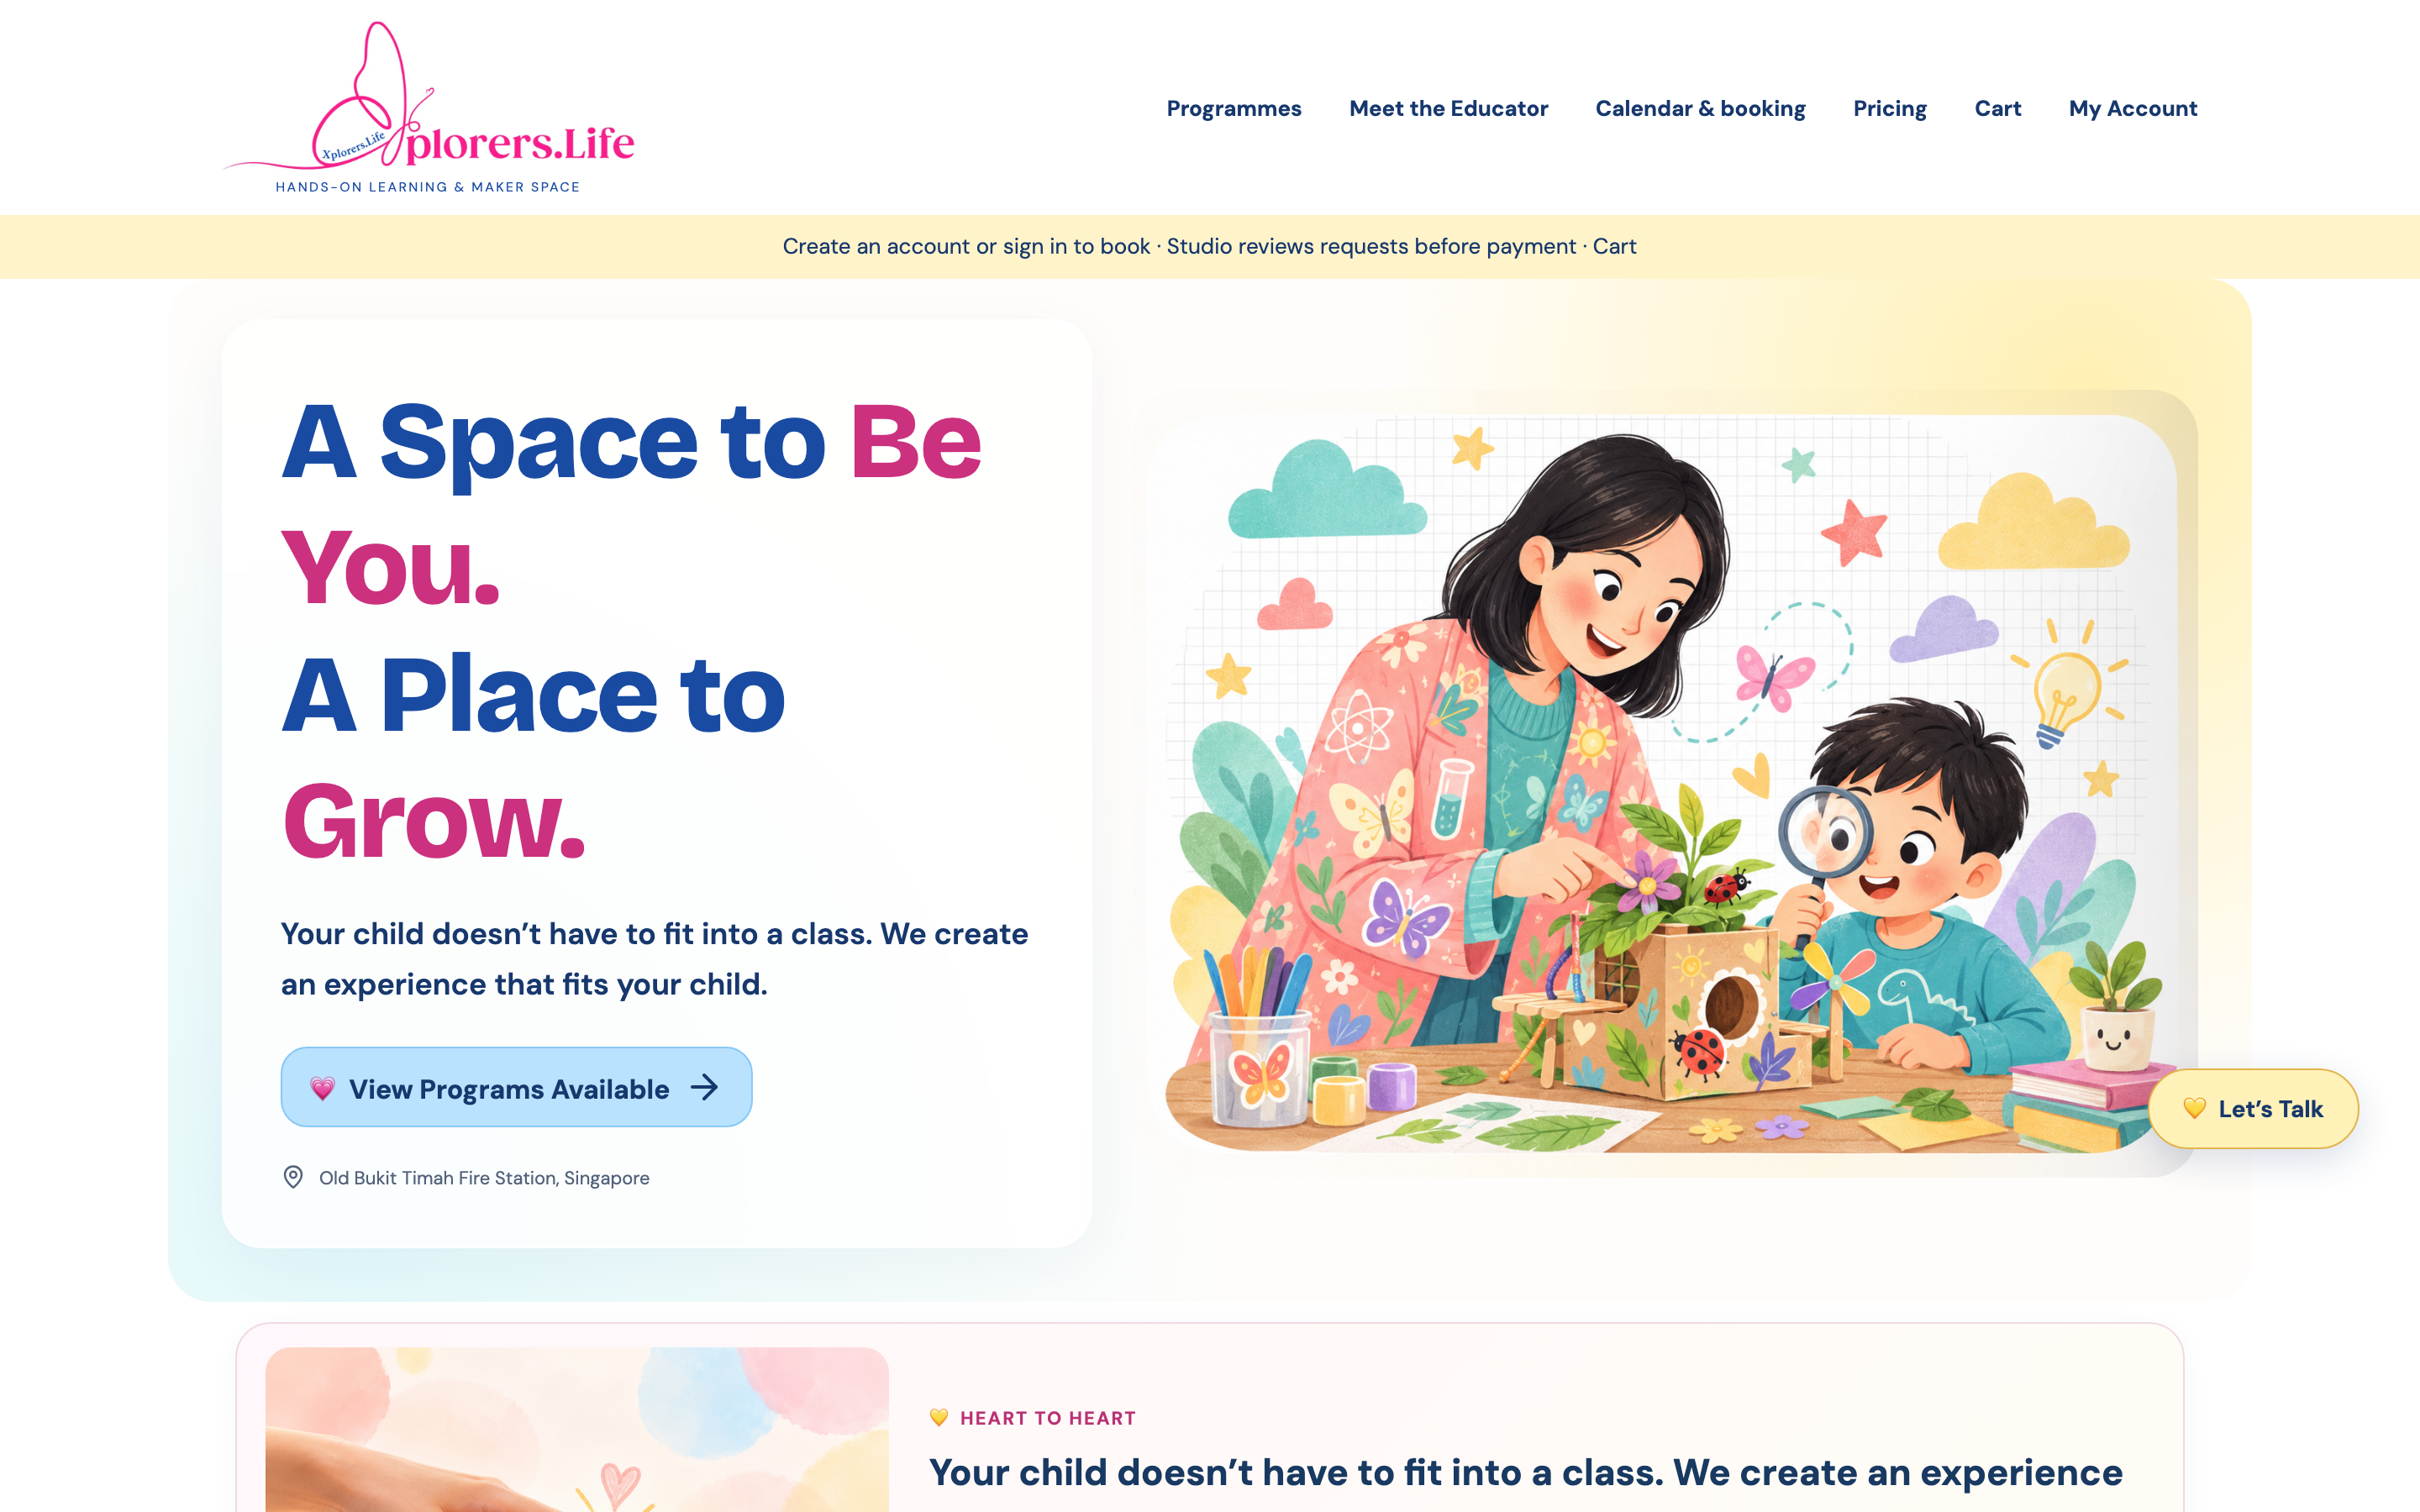 Xplorers.Life
plorers.Life
HANDS-ON LEARNING & MAKER SPACE
Programmes
Meet the Educator
Calendar & booking
Pricing
Cart
My Account
Create an account or sign in to book · Studio reviews requests before payment · Cart
A Space to Be
You.
A Place to
Grow.
Your child doesn’t have to fit into a class. We create
an experience that fits your child.
💗 View Programs Available →
Old Bukit Timah Fire Station, Singapore
💛 Let’s Talk
💛 HEART TO HEART
Your child doesn’t have to fit into a class. We create an experience